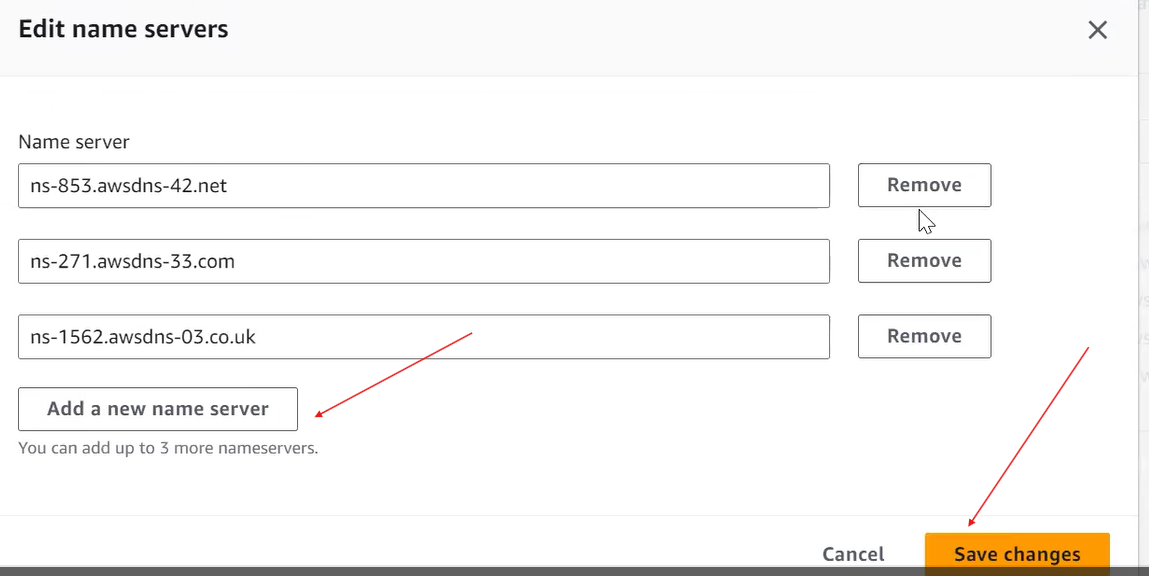 Edit name servers
Name server
ns-853.awsdns-42.net
Remove
ns-271.awsdns-33.com
Remove
ns-1562.awsdns-03.co.uk
Remove
Add a new name server
You can add up to 3 more nameservers.
Cancel
Save changes